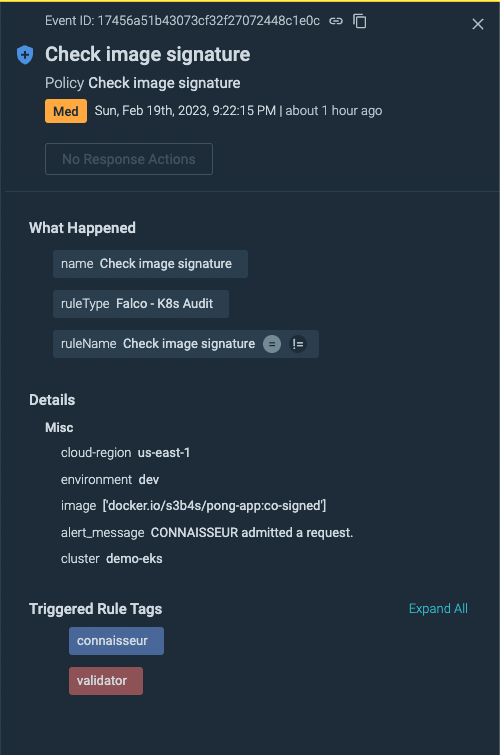 Event ID: 17456a51b43073cf32f27072448c1e0c
Check image signature
Policy Check image signature
Med Sun, Feb 19th, 2023, 9:22:15 PM | about 1 hour ago
No Response Actions
What Happened
name Check image signature
ruleType Falco - K8s Audit
ruleName Check image signature = !=
Details
Misc
cloud-region us-east-1
environment dev
image ['docker.io/s3b4s/pong-app:co-signed']
alert_message CONNAISSEUR admitted a request.
cluster demo-eks
Triggered Rule Tags Expand All
connaisseur
validator